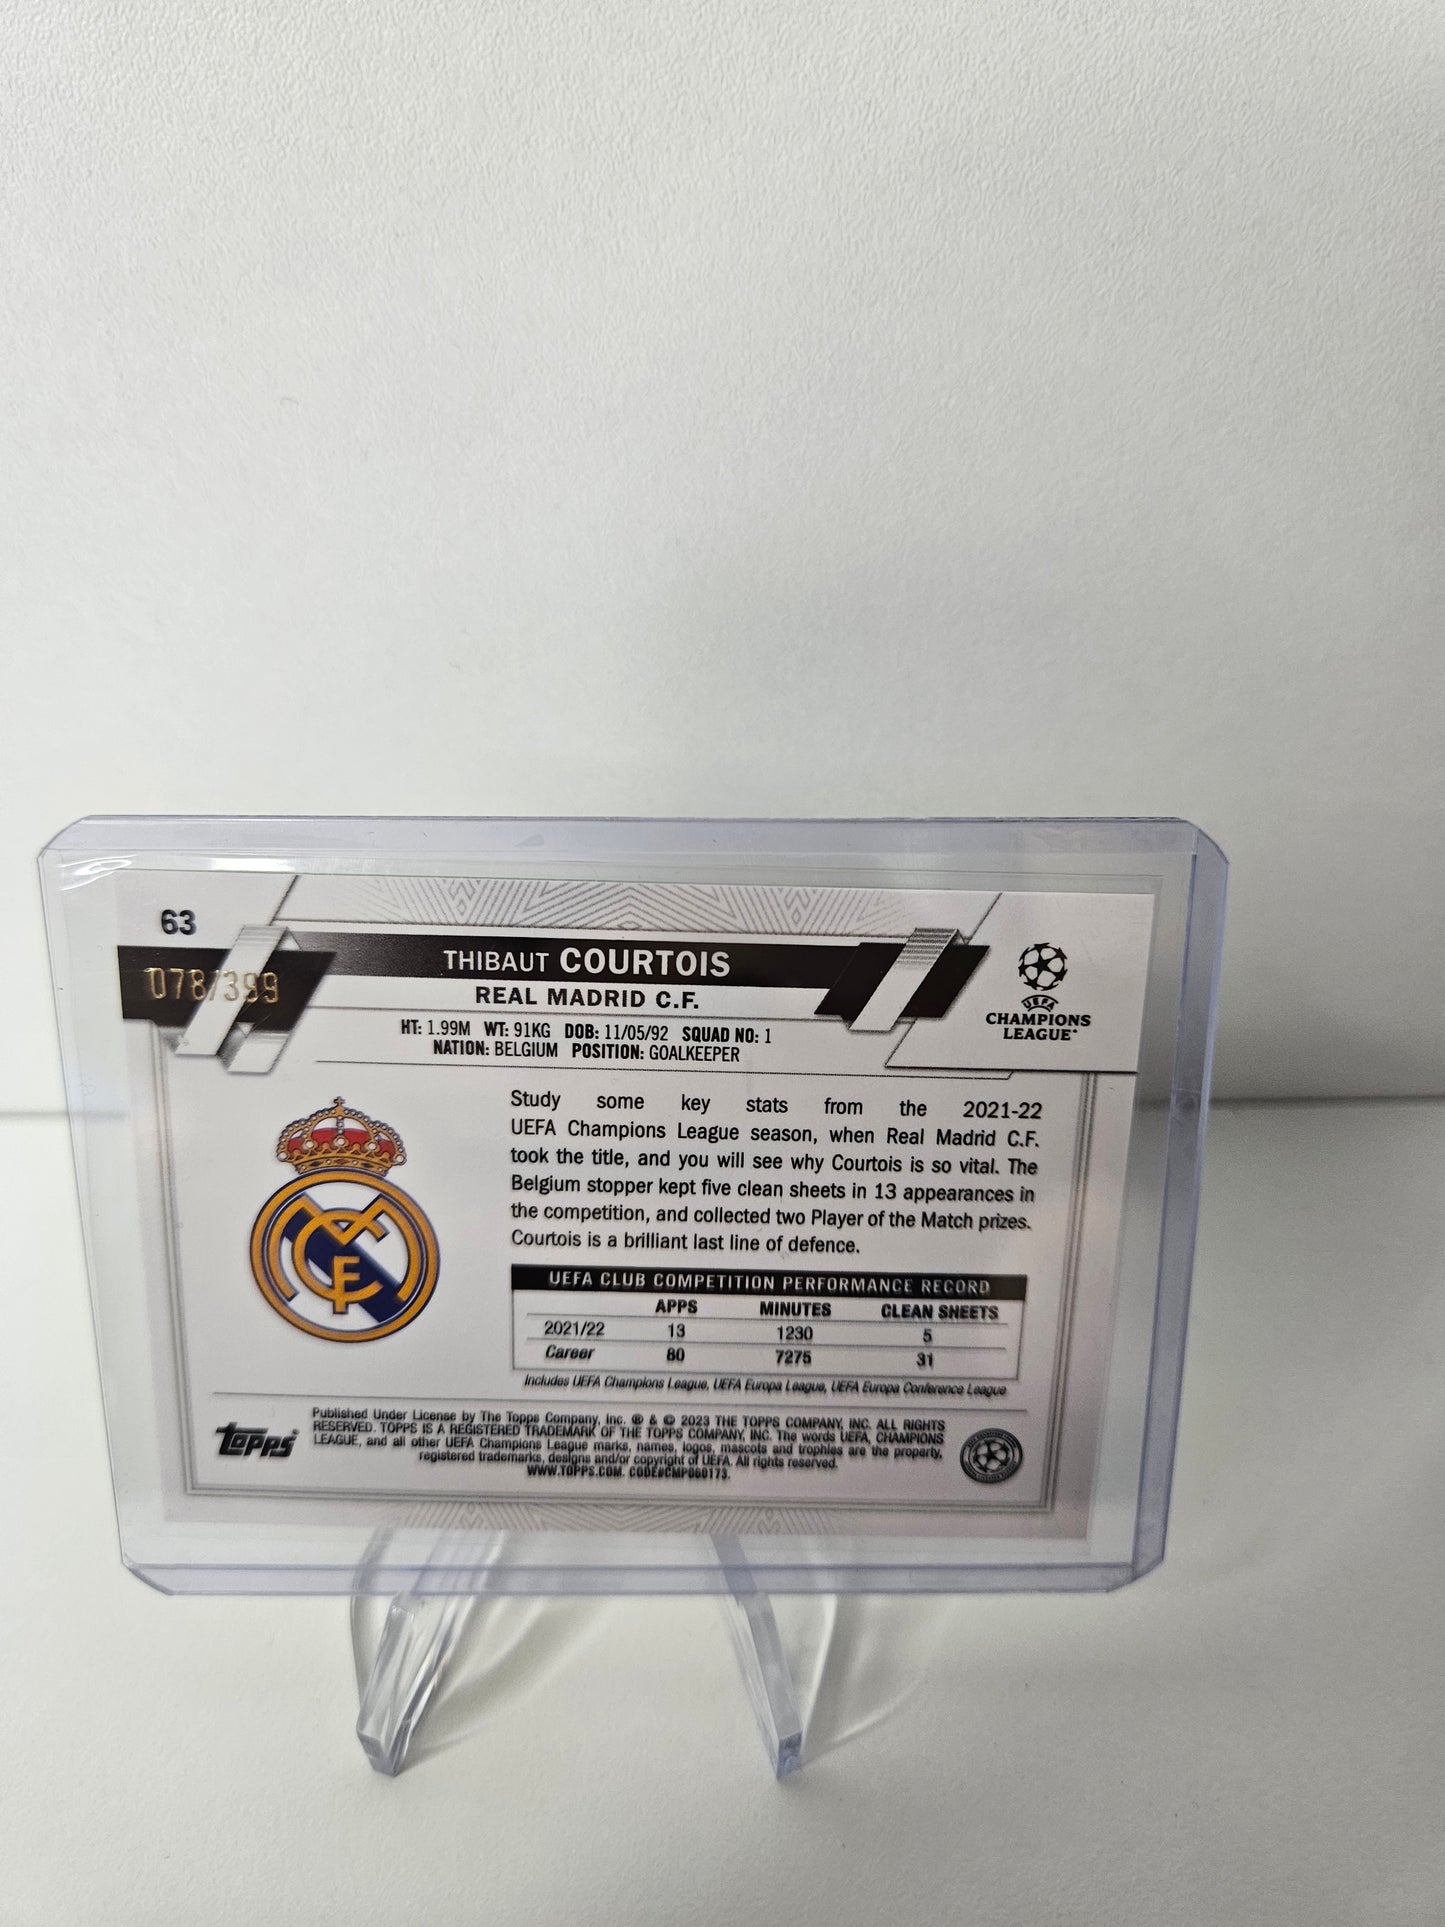 63
078/399
THIBAUT COURTOIS
REAL MADRID C.F.
HT: 1.99M WT: 91KG DOB: 11/05/92 SQUAD NO: 1
NATION: BELGIUM POSITION: GOALKEEPER
UEFA
CHAMPIONS
LEAGUE
Study some key stats from the 2021-22
UEFA Champions League season, when Real Madrid C.F.
took the title, and you will see why Courtois is so vital. The
Belgium stopper kept five clean sheets in 13 appearances in
the competition, and collected two Player of the Match prizes.
Courtois is a brilliant last line of defence.
UEFA CLUB COMPETITION PERFORMANCE RECORD
APPS MINUTES CLEAN SHEETS
2021/22 13 1230 5
Career 80 7275 31
Includes UEFA Champions League, UEFA Europa League, UEFA Europa Conference League
topps
Published Under License by The Topps Company, Inc. ® & © 2023 THE TOPPS COMPANY, INC. ALL RIGHTS
RESERVED. TOPPS IS A REGISTERED TRADEMARK OF THE TOPPS COMPANY, INC. The words UEFA, CHAMPIONS
LEAGUE, and all other UEFA Champions League marks, names, logos, mascots and trophies are the property,
registered trademarks, designs and/or copyright of UEFA. All rights reserved.
WWW.TOPPS.COM. CODE#CMP060173.